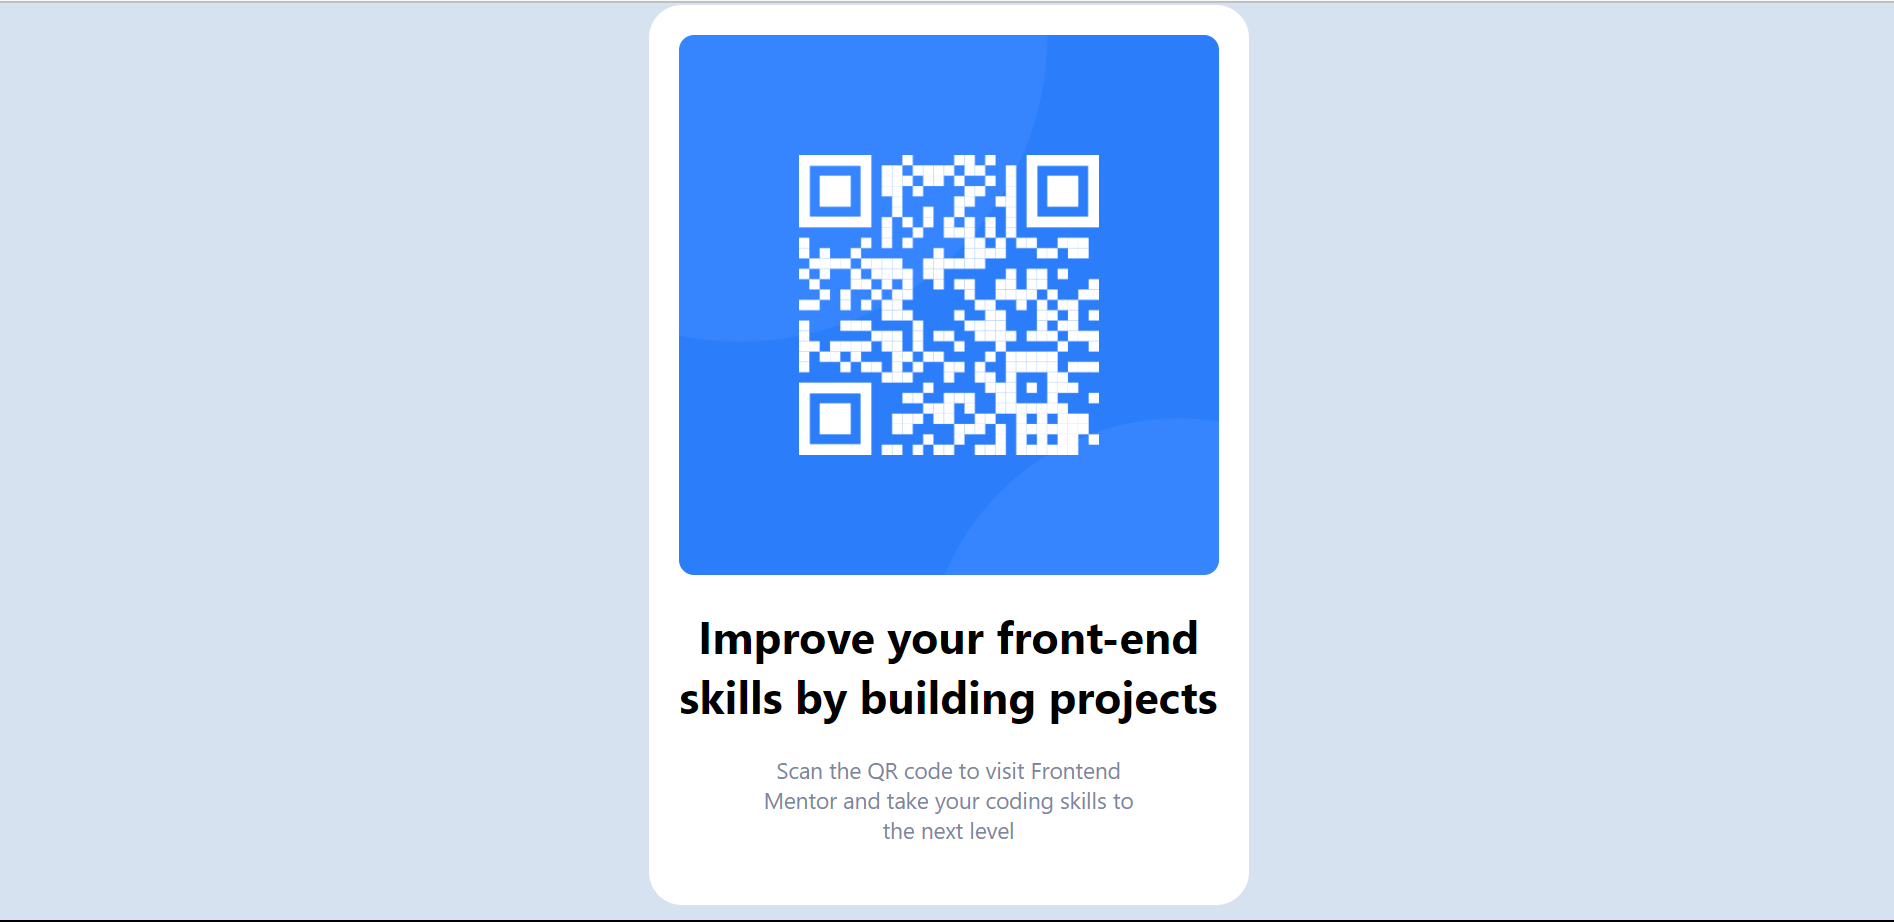 Improve your front-end
skills by building projects
Scan the QR code to visit Frontend
Mentor and take your coding skills to
the next level